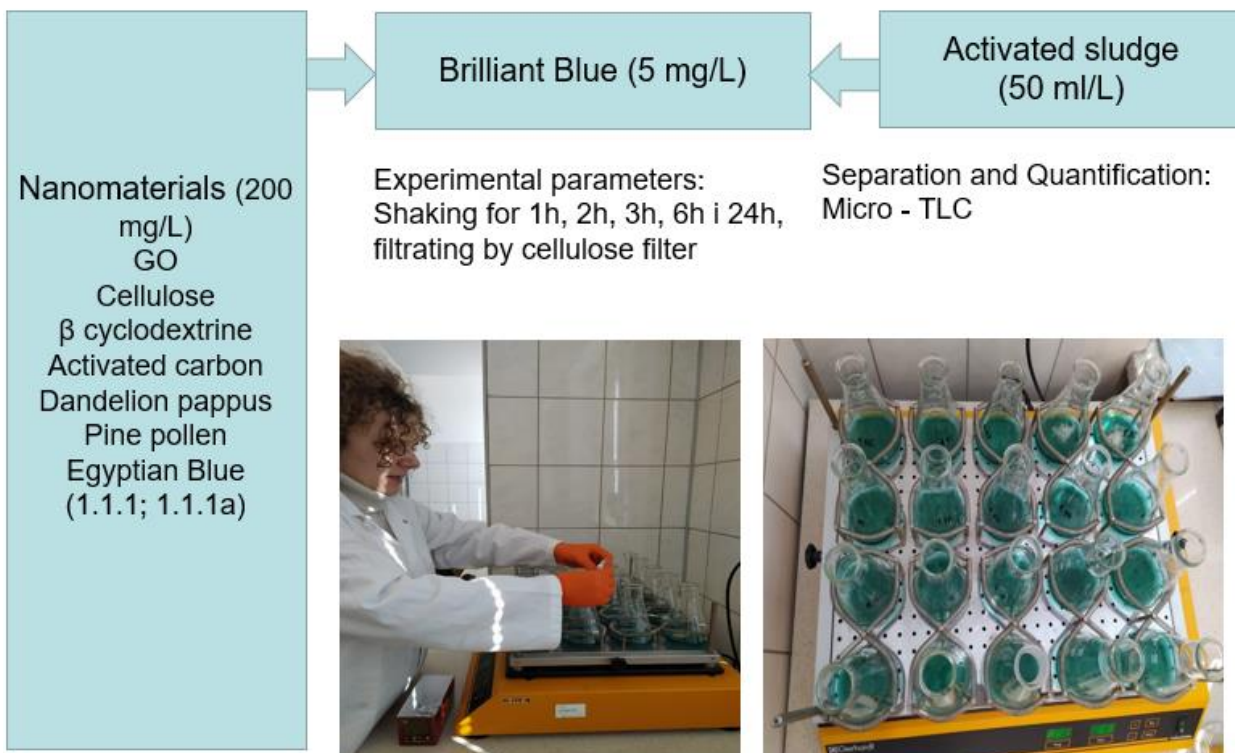 Nanomaterials (200
mg/L)
GO
Cellulose
β cyclodextrine
Activated carbon
Dandelion pappus
Pine pollen
Egyptian Blue
(1.1.1; 1.1.1a)
Brilliant Blue (5 mg/L)
Activated sludge
(50 ml/L)
Experimental parameters:
Shaking for 1h, 2h, 3h, 6h i 24h,
filtrating by cellulose filter
Separation and Quantification:
Micro - TLC
Gerhardt